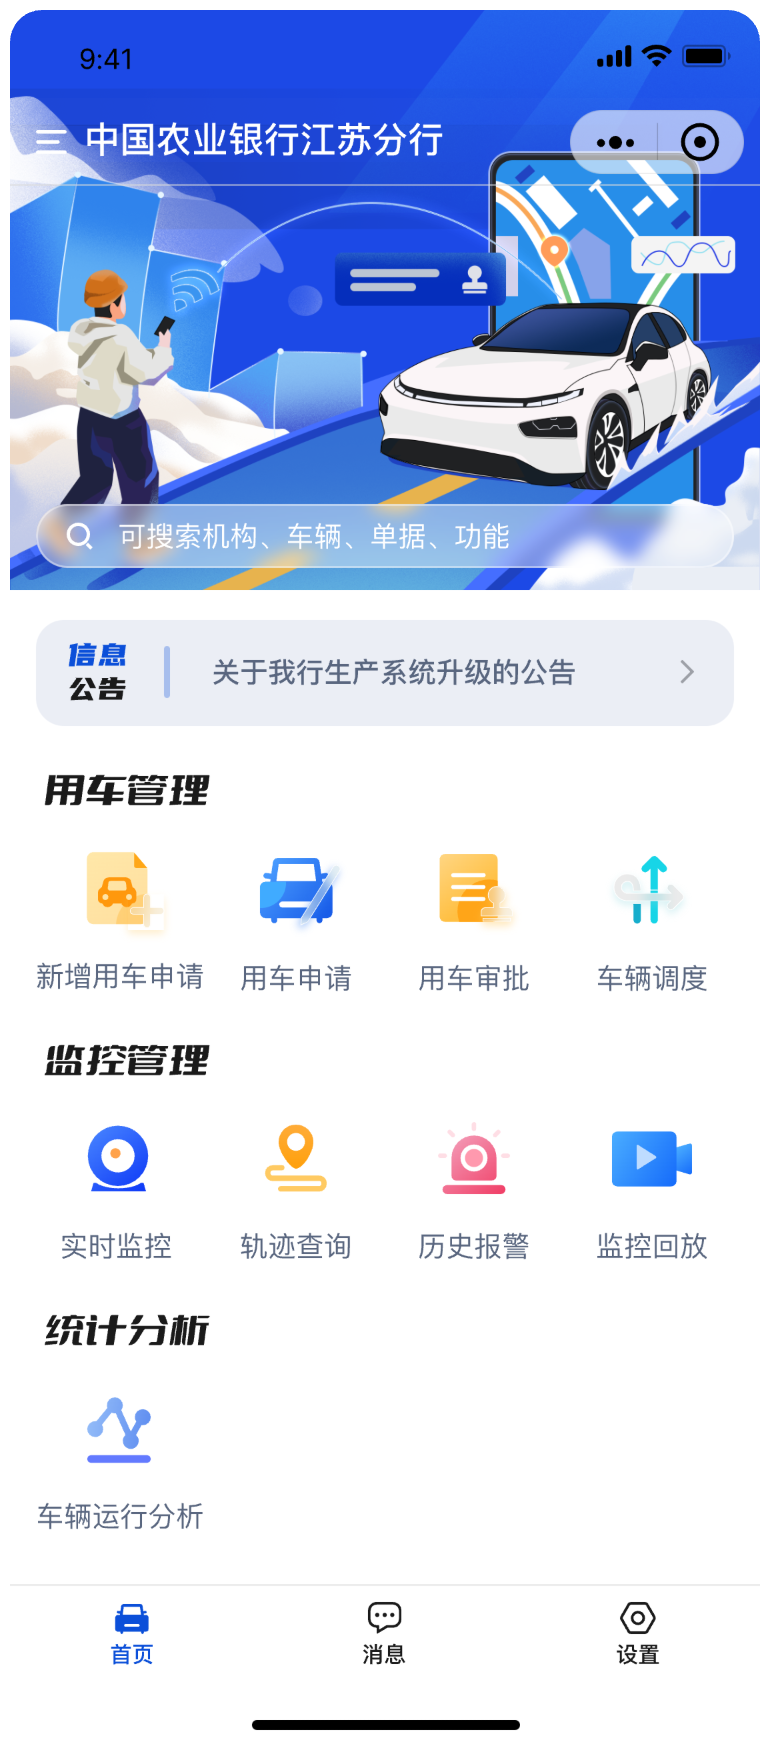 9:41
中国农业银行江苏分行
可搜索机构、车辆、单据、功能
信息
公告
关于我行生产系统升级的公告
用车管理
新增用车申请
用车申请
用车审批
车辆调度
监控管理
实时监控
轨迹查询
历史报警
监控回放
统计分析
车辆运行分析
首页
消息
设置